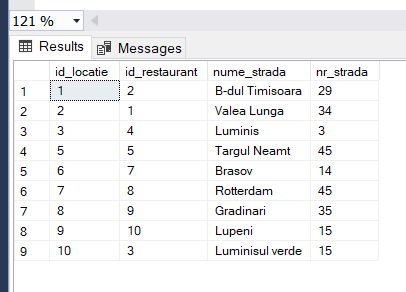 121 %
Results Messages
id_locatie id_restaurant nume_strada nr_strada
1 1 2 B-dul Timisoara 29
2 2 1 Valea Lunga 34
3 3 4 Luminis 3
4 5 5 Targul Neamt 45
5 6 7 Brasov 14
6 7 8 Rotterdam 45
7 8 9 Gradinari 35
8 9 10 Lupeni 15
9 10 3 Luminisul verde 15